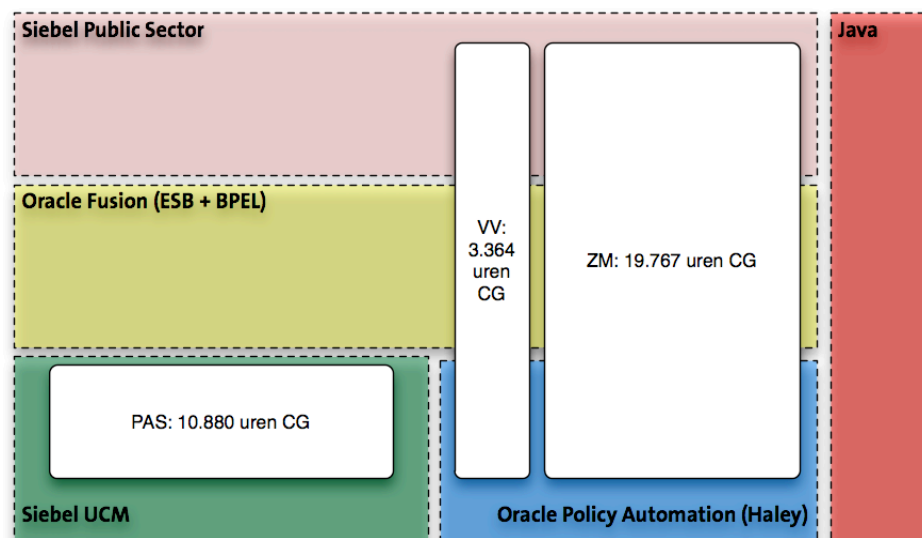 Siebel Public Sector
Java
Oracle Fusion (ESB + BPEL)
VV:
3.364
uren
CG
ZM: 19.767 uren CG
PAS: 10.880 uren CG
Siebel UCM
Oracle Policy Automation (Haley)